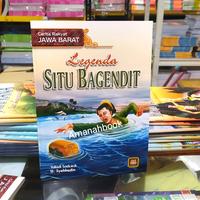 Cerita Rakyat
JAWA BARAT
Legenda
SITU BAGENDIT
Amanahbook